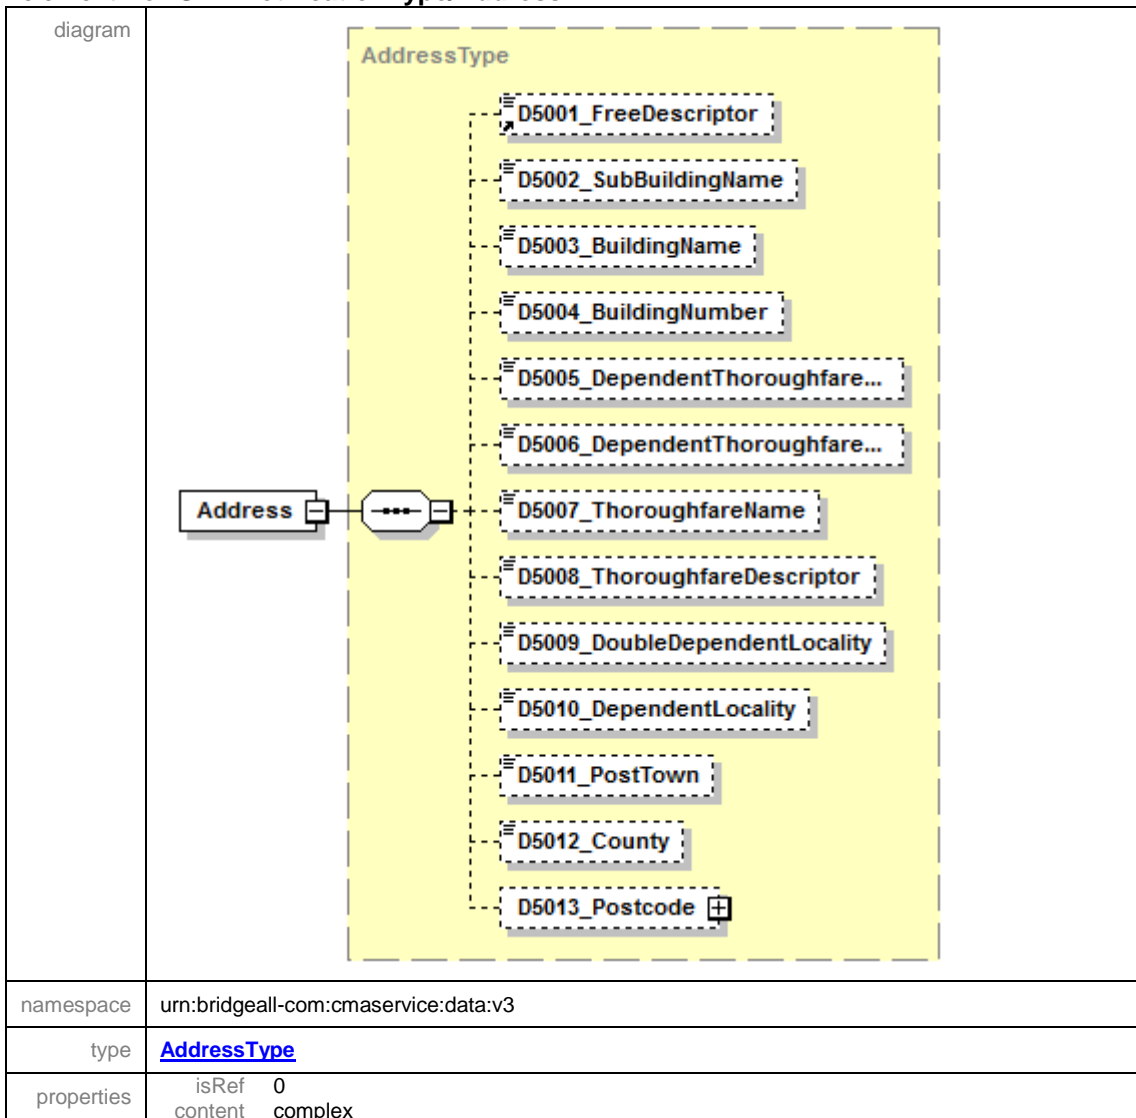 diagram
AddressType
D5001_FreeDescriptor
D5002_SubBuildingName
D5003_BuildingName
D5004_BuildingNumber
D5005_DependentThoroughfare...
D5006_DependentThoroughfare...
Address
D5007_ThoroughfareName
D5008_ThoroughfareDescriptor
D5009_DoubleDependentLocality
D5010_DependentLocality
D5011_PostTown
D5012_County
D5013_Postcode
namespace urn:bridgeall-com:cmaservice:data:v3
type AddressType
properties isRef 0
content complex